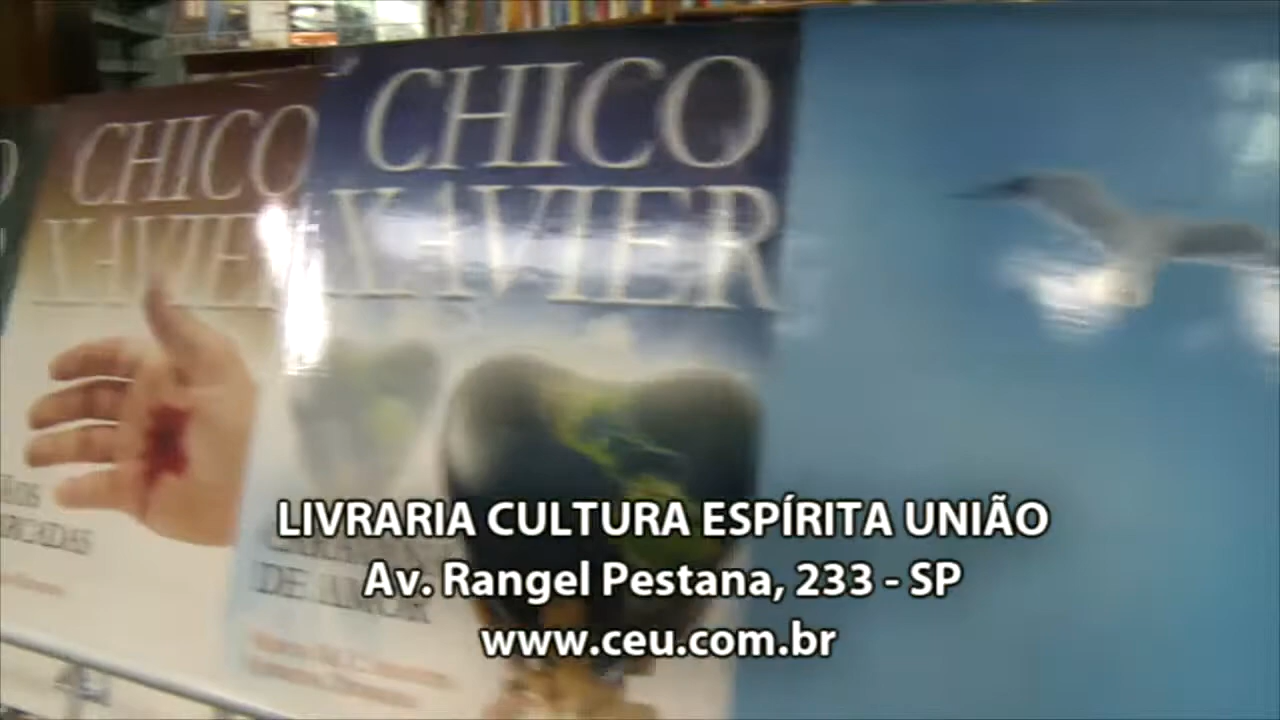 CHICO
XAVIER
CHICO
XAVIER
DE AMOR
LIVRARIA CULTURA ESPÍRITA UNIÃO
Av. Rangel Pestana, 233 - SP
www.ceu.com.br